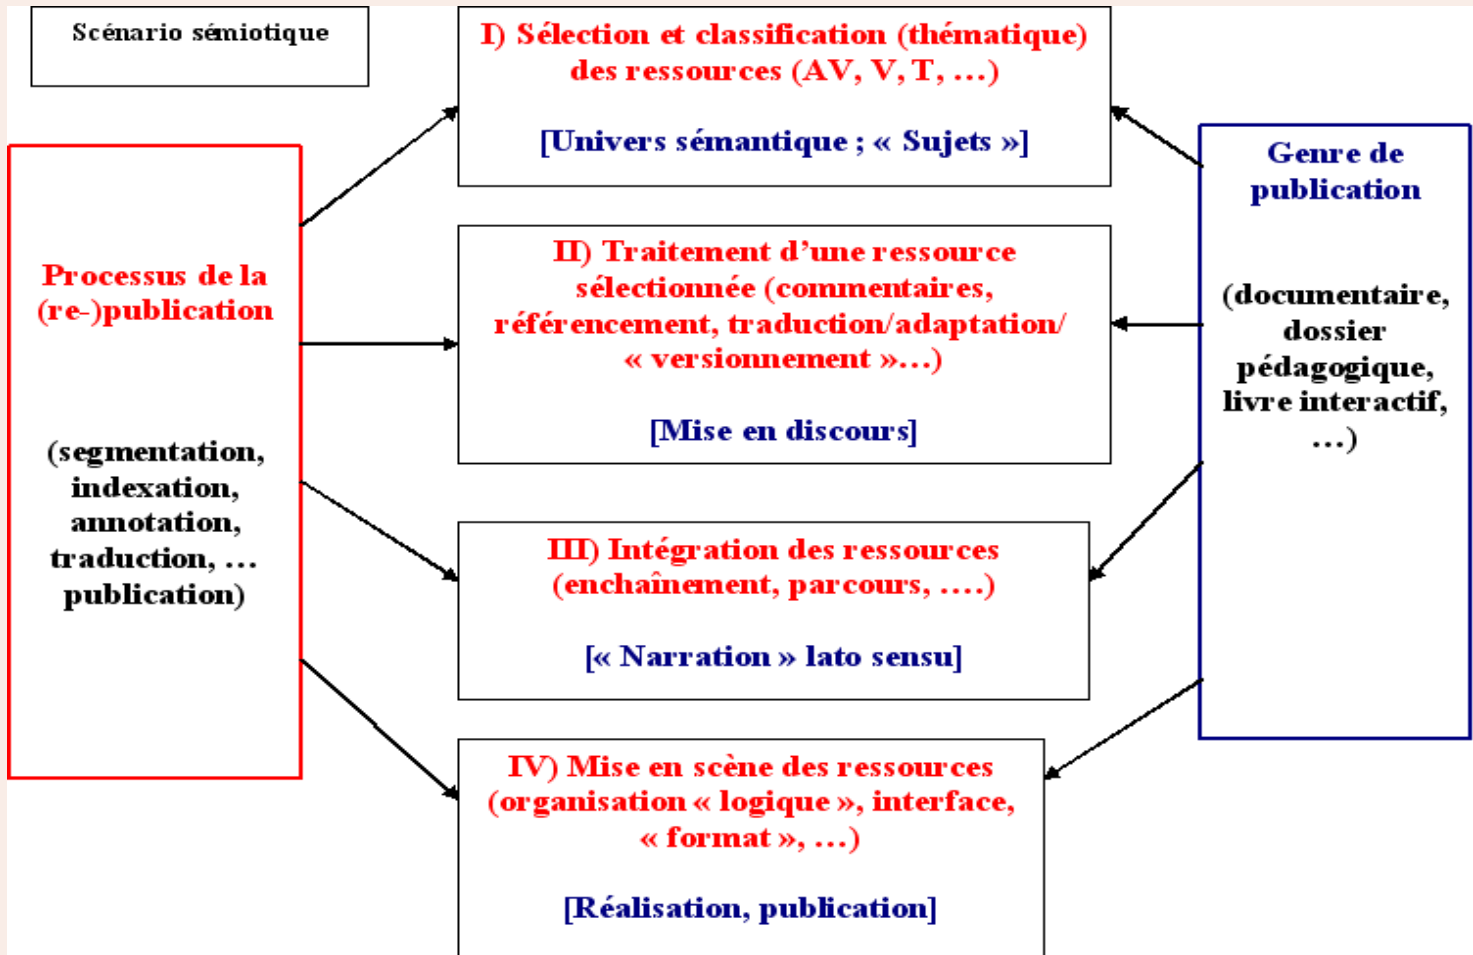 Scénario sémiotique
I) Sélection et classification (thématique)
des ressources (AV, V, T, …)
[Univers sémantique ; « Sujets »]
Processus de la
(re-)publication
(segmentation,
indexation,
annotation,
traduction, …
publication)
II) Traitement d’une ressource
sélectionnée (commentaires,
référencement, traduction/adaptation/
« versionnement »…)
[Mise en discours]
III) Intégration des ressources
(enchaînement, parcours, ….)
[« Narration » lato sensu]
IV) Mise en scène des ressources
(organisation « logique », interface,
« format », …)
[Réalisation, publication]
Genre de
publication
(documentaire,
dossier
pédagogique,
livre interactif,
…)